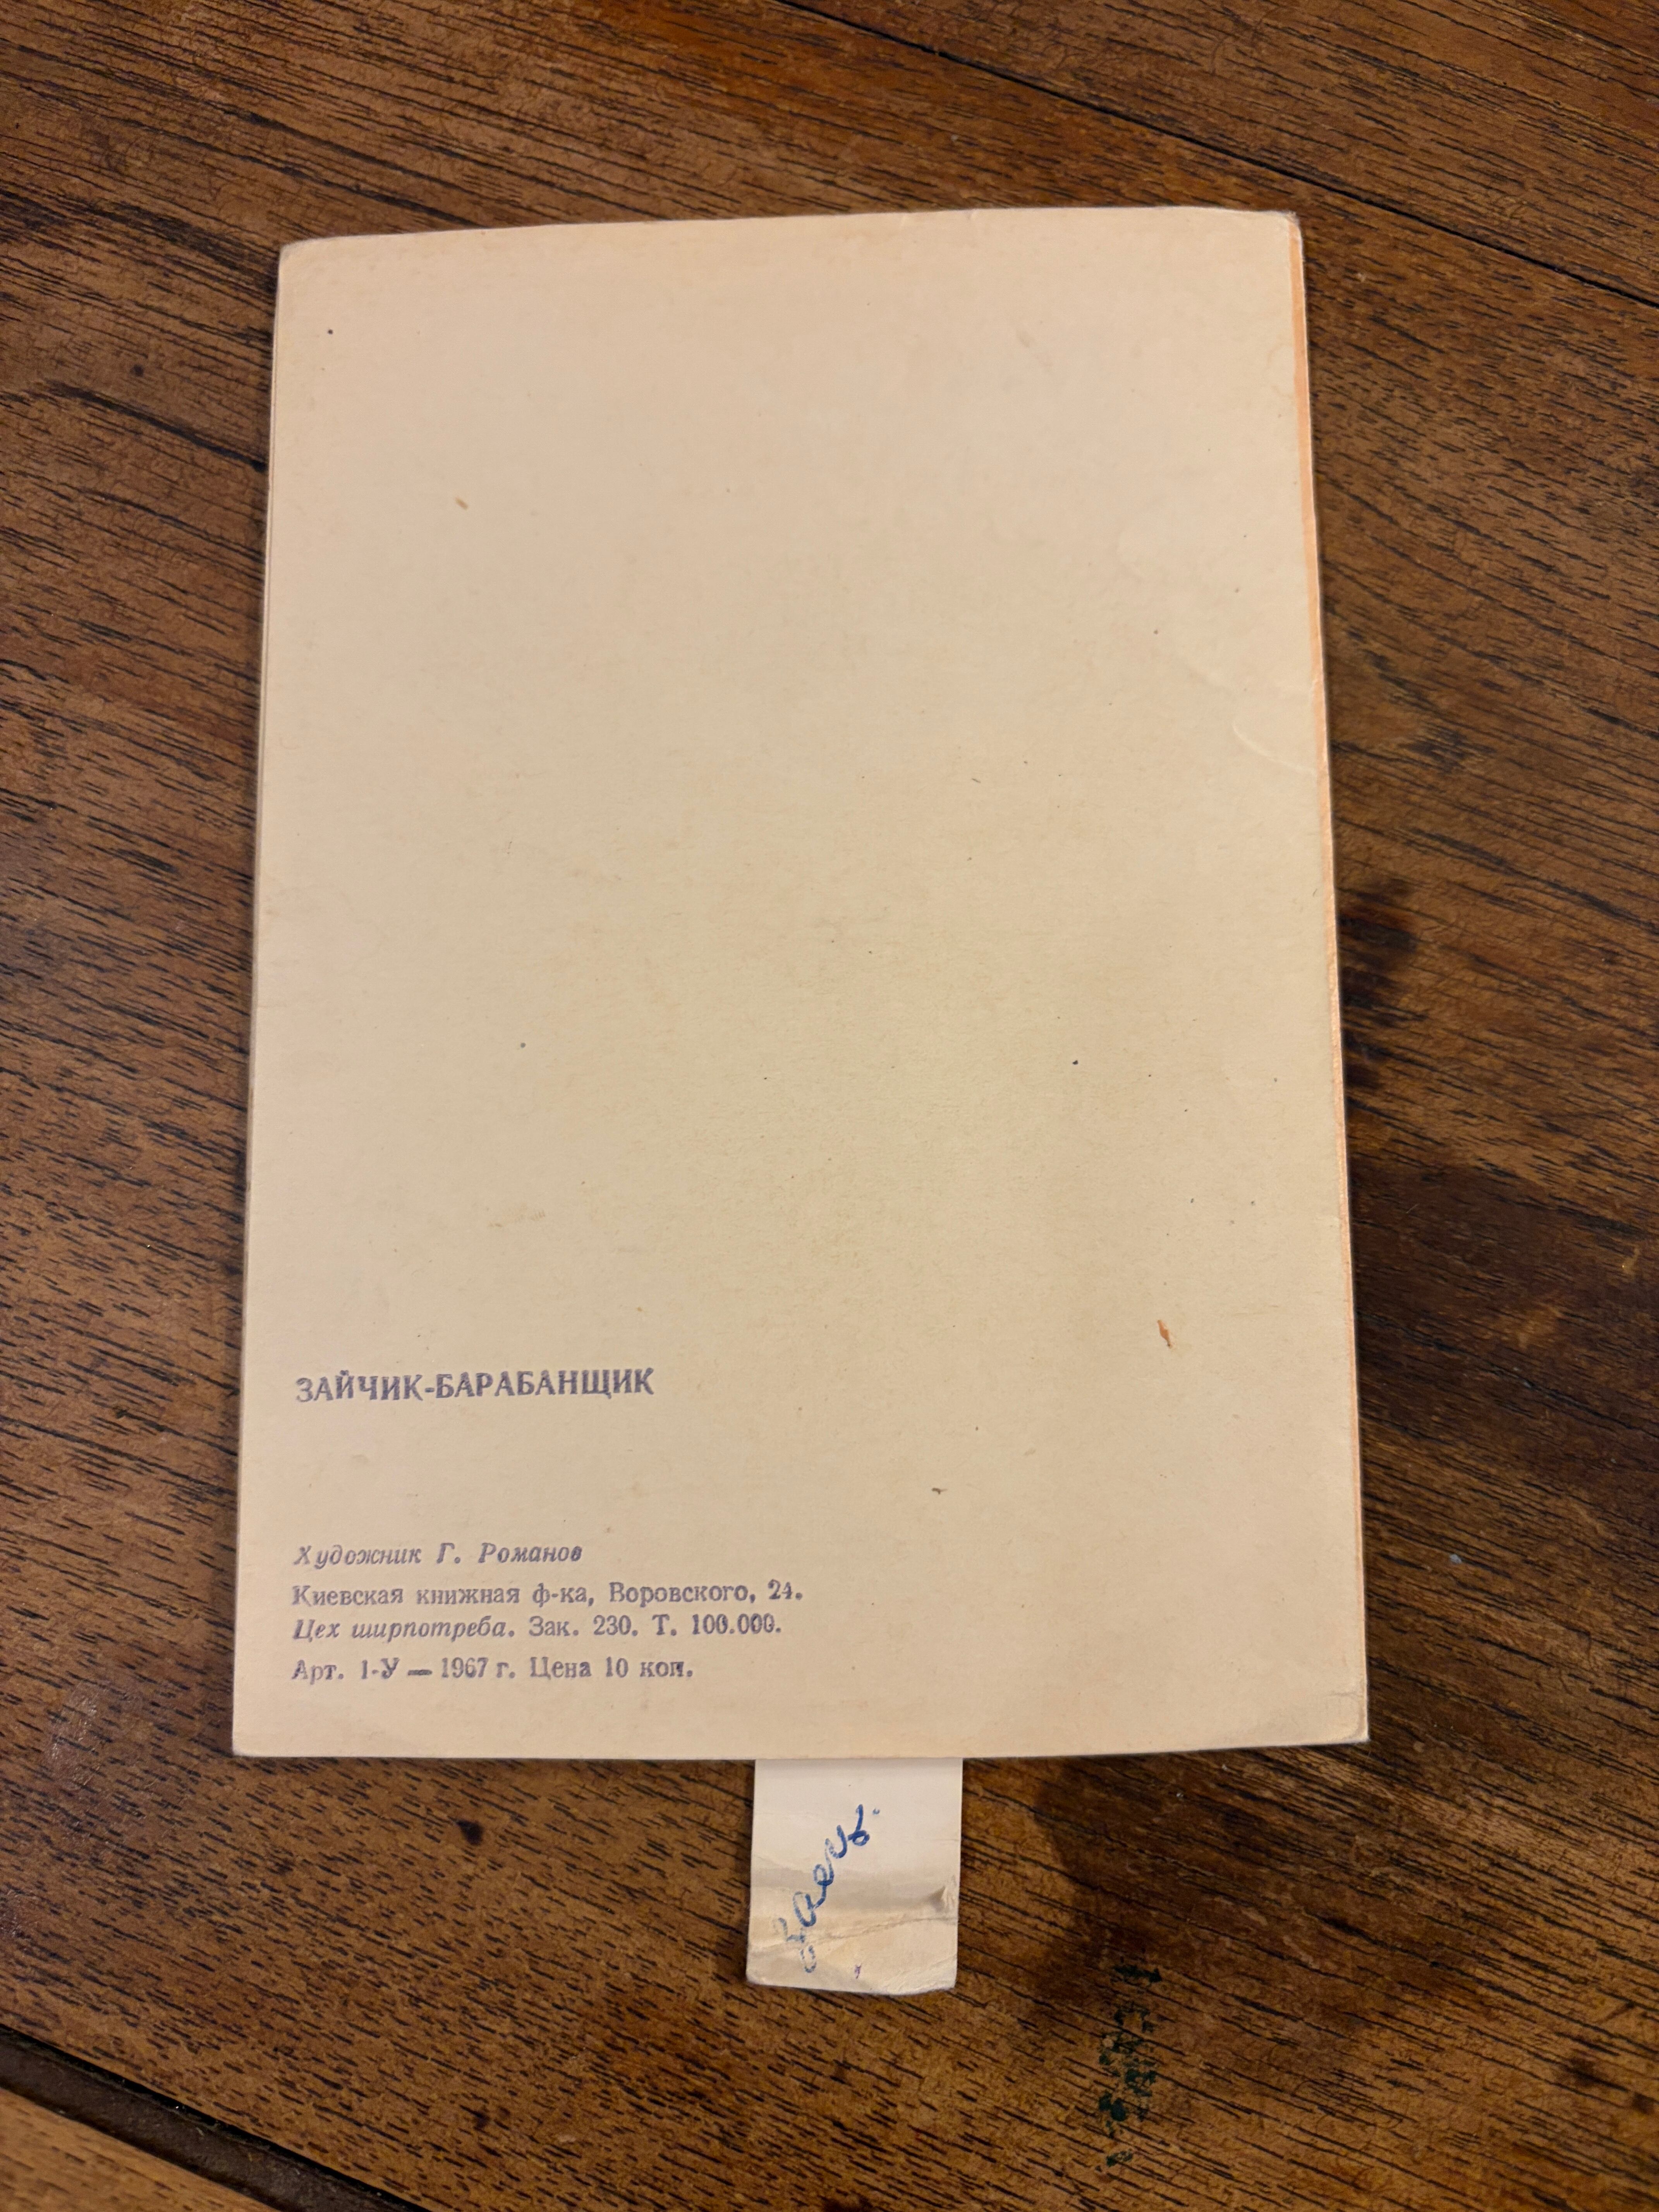 ЗАЙЧИК-БАРАБАНЩИК
Художник Г. Романов
Киевская книжная ф-ка, Воровского, 24.
Цех ширпотреба. Зак. 230. Т. 100.000.
Арт. 1-У — 1967 г. Цена 10 коп.
Заец.